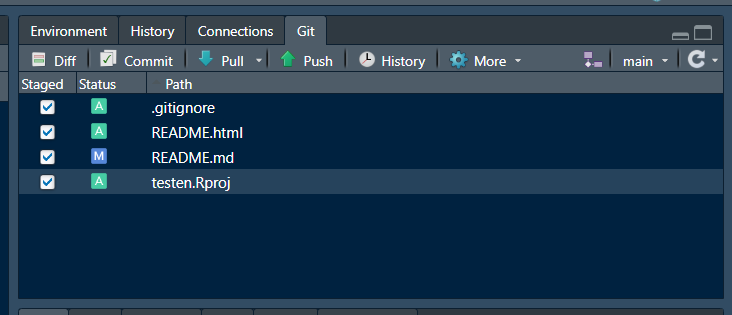 Environment History Connections Git
Diff Commit Pull Push History More main
Staged Status Path
A .gitignore
A README.html
M README.md
A testen.Rproj